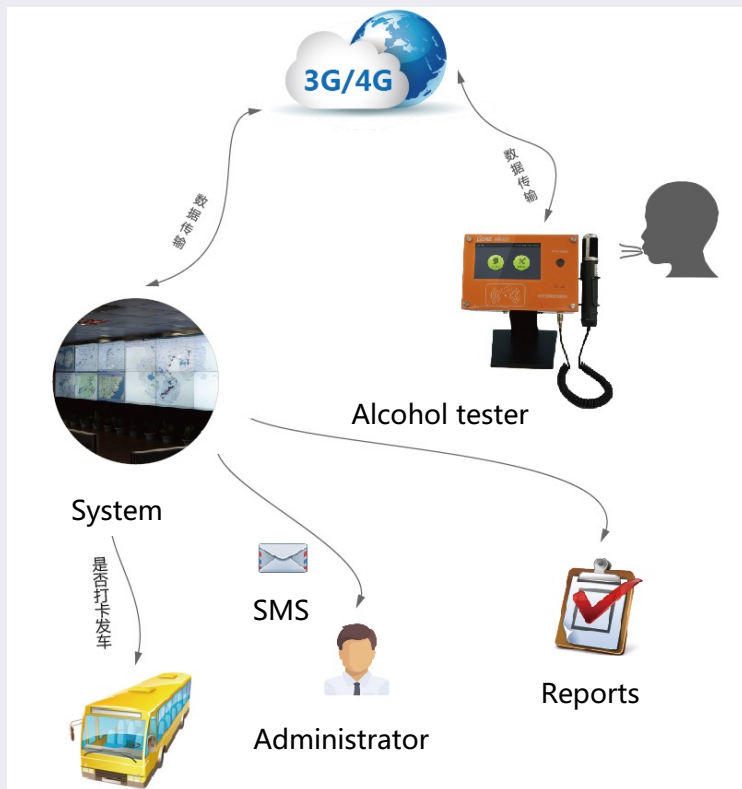 3G/4G
数据传输
数据传输
Alcohol tester
System
是否打卡发车
SMS
Administrator
Reports